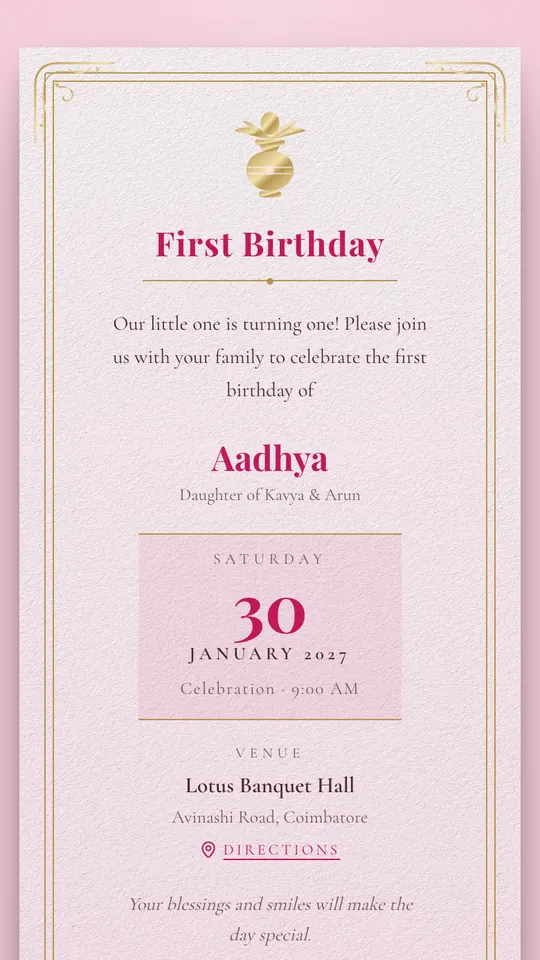 First Birthday
Our little one is turning one! Please join
us with your family to celebrate the first
birthday of
Aadhya
Daughter of Kavya & Arun
SATURDAY
30
JANUARY 2027
Celebration · 9:00 AM
VENUE
Lotus Banquet Hall
Avinashi Road, Coimbatore
DIRECTIONS
Your blessings and smiles will make the
day special.